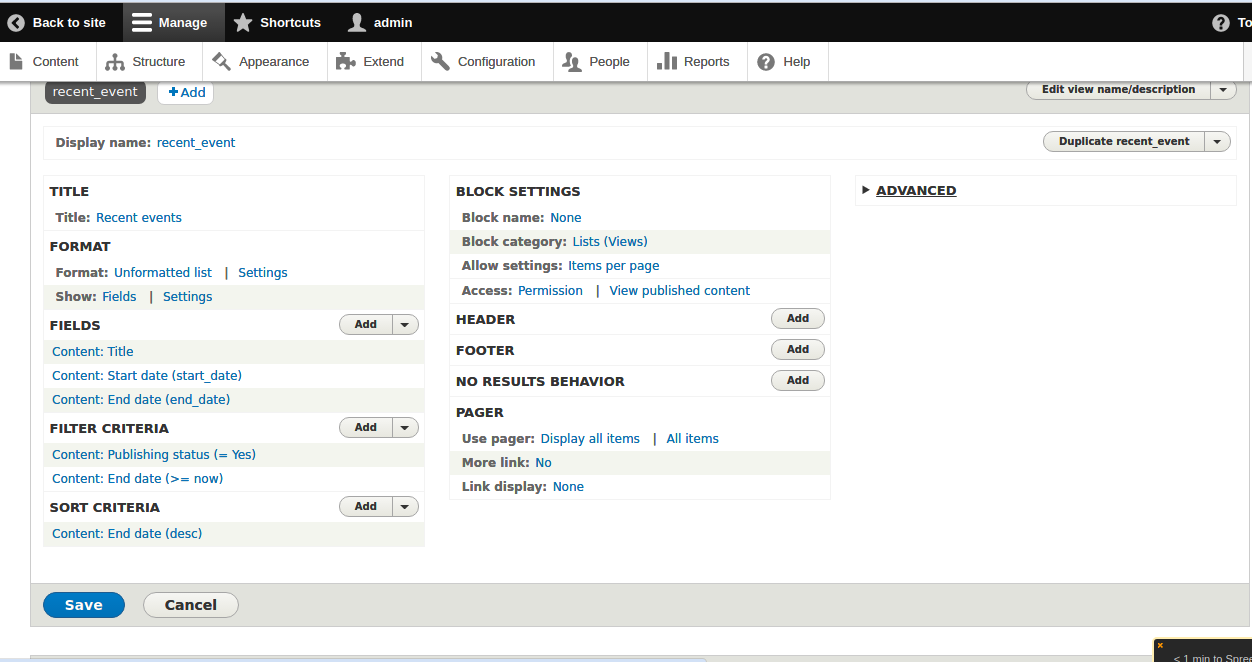 Back to site Manage Shortcuts admin To
Content Structure Appearance Extend Configuration People Reports Help
recent_event +Add Edit view name/description
Display name: recent_event Duplicate recent_event
TITLE
Title: Recent events
FORMAT
Format: Unformatted list | Settings
Show: Fields | Settings
FIELDS Add
Content: Title
Content: Start date (start_date)
Content: End date (end_date)
FILTER CRITERIA Add
Content: Publishing status (= Yes)
Content: End date (>= now)
SORT CRITERIA Add
Content: End date (desc)
BLOCK SETTINGS
Block name: None
Block category: Lists (Views)
Allow settings: Items per page
Access: Permission | View published content
HEADER Add
FOOTER Add
NO RESULTS BEHAVIOR Add
PAGER
Use pager: Display all items | All items
More link: No
Link display: None
ADVANCED
Save Cancel
< 1 min to Spree